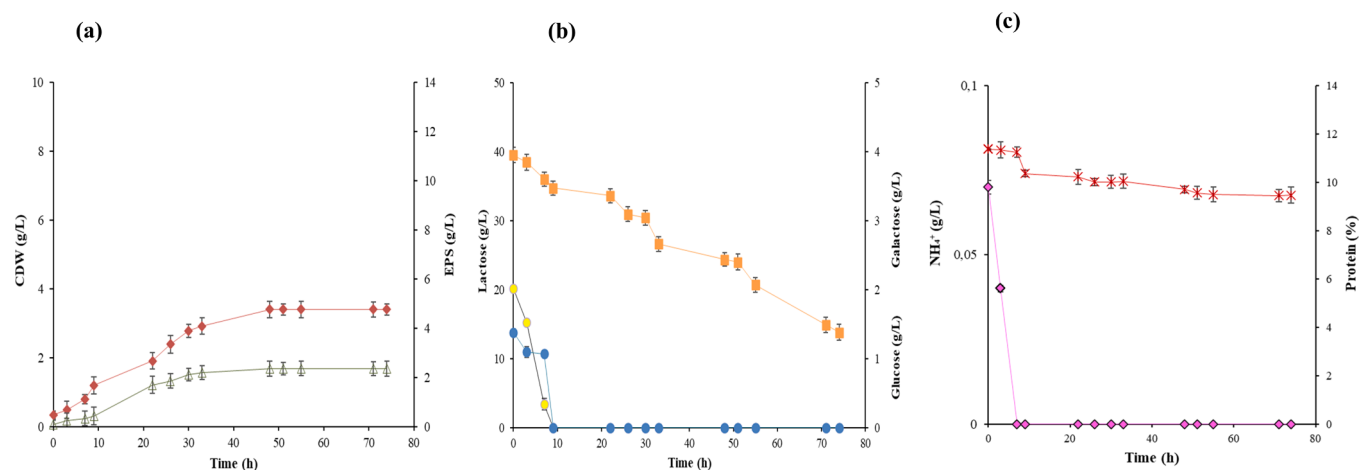 (a)
(b)
(c)
10
8
6
4
2
0
CDW (g/L)
14
12
10
8
6
4
2
0
EPS (g/L)
0 10 20 30 40 50 60 70 80
Time (h)
50
40
30
20
10
0
Lactose (g/L)
5
4
3
2
1
0
Galactose (g/L)
Glucose (g/L)
0 10 20 30 40 50 60 70 80
Time (h)
0,1
0,05
0
NH₄⁺ (g/L)
14
12
10
8
6
4
2
0
Protein (%)
0 20 40 60 80
Time (h)